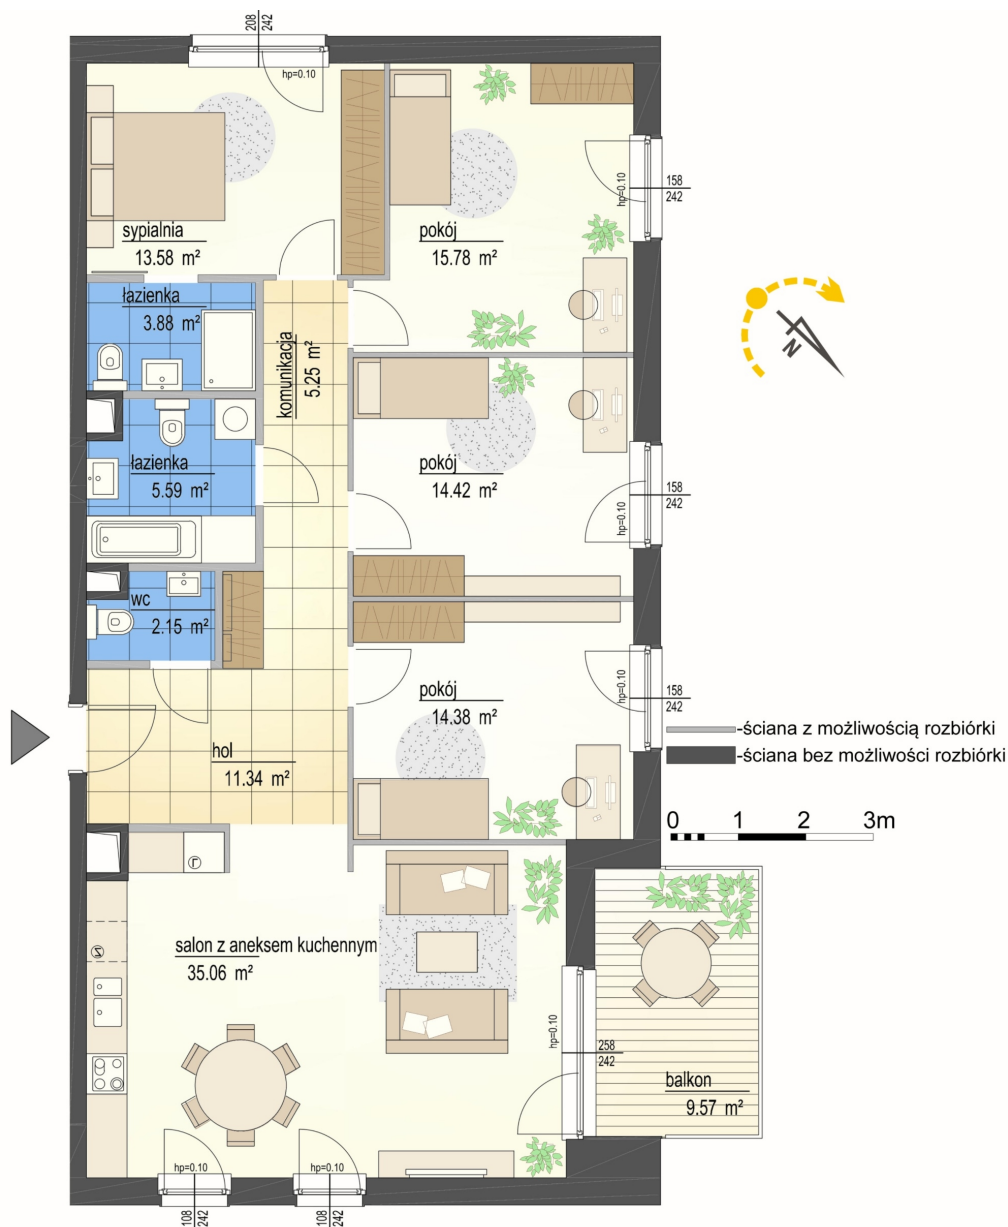 208
242
hp=0.10
sypialnia
13.58 m²
pokój
15.78 m²
hp=0.10
158
242
łazienka
3.88 m²
komunikacja
5.25 m²
N
łazienka
5.59 m²
pokój
14.42 m²
hp=0.10
158
242
wc
2.15 m²
pokój
14.38 m²
hp=0.10
158
242
hol
11.34 m²
-ściana z możliwością rozbiórki
-ściana bez możliwości rozbiórki
0 1 2 3m
L
salon z aneksem kuchennym
35.06 m²
Z
hp=0.10
258
242
balkon
9.57 m²
hp=0.10
hp=0.10
108
242
108
242